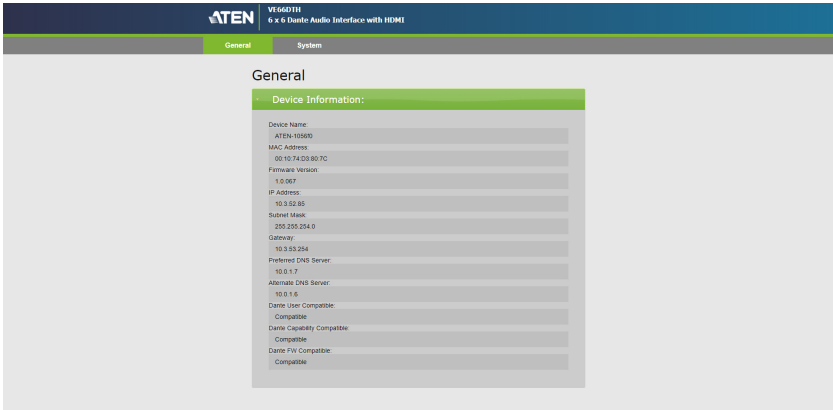 ATEN
VE66DTH
6 x 6 Dante Audio Interface with HDMI
General
System
General
- Device Information:
Device Name:
ATEN-1056f0
MAC Address:
00:10:74:D3:80:7C
Firmware Version:
1.0.067
IP Address:
10.3.52.85
Subnet Mask:
255.255.254.0
Gateway:
10.3.53.254
Preferred DNS Server:
10.0.1.7
Alternate DNS Server:
10.0.1.6
Dante User Compatible:
Compatible
Dante Capability Compatible:
Compatible
Dante FW Compatible:
Compatible